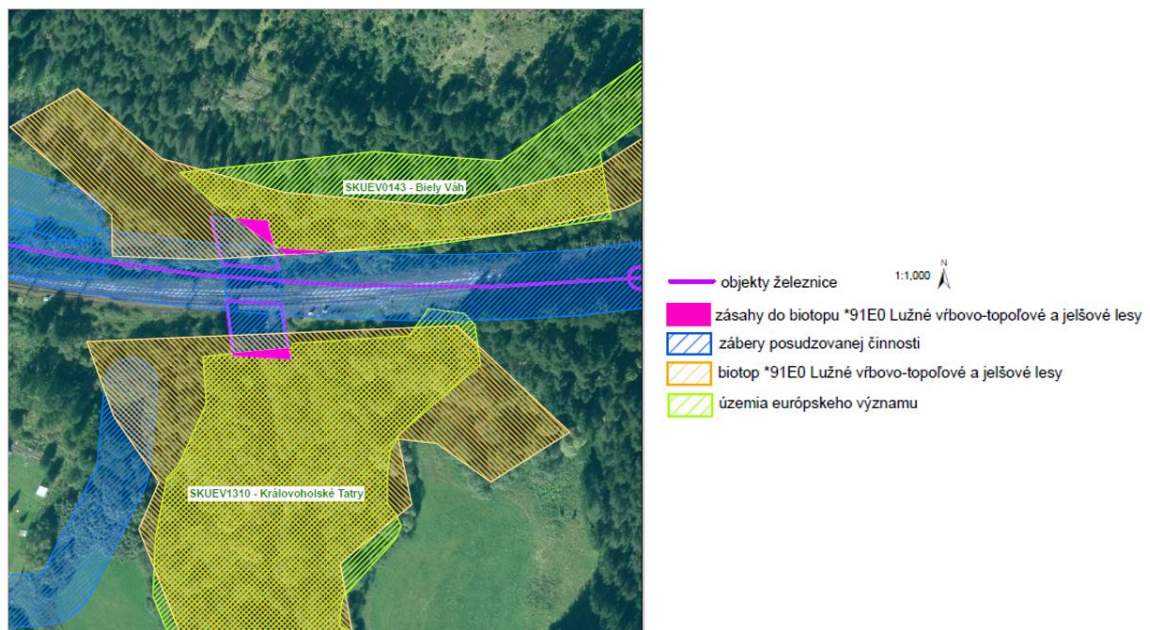 SKUEV0143 - Biely Váh
SKUEV1310 - Královoholské Tatry
N
1:1,000
objekty železnice
zásahy do biotopu *91E0 Lužné vŕbovo-topoľové a jelšové lesy
zábery posudzovanej činnosti
biotop *91E0 Lužné vŕbovo-topoľové a jelšové lesy
územia európskeho významu